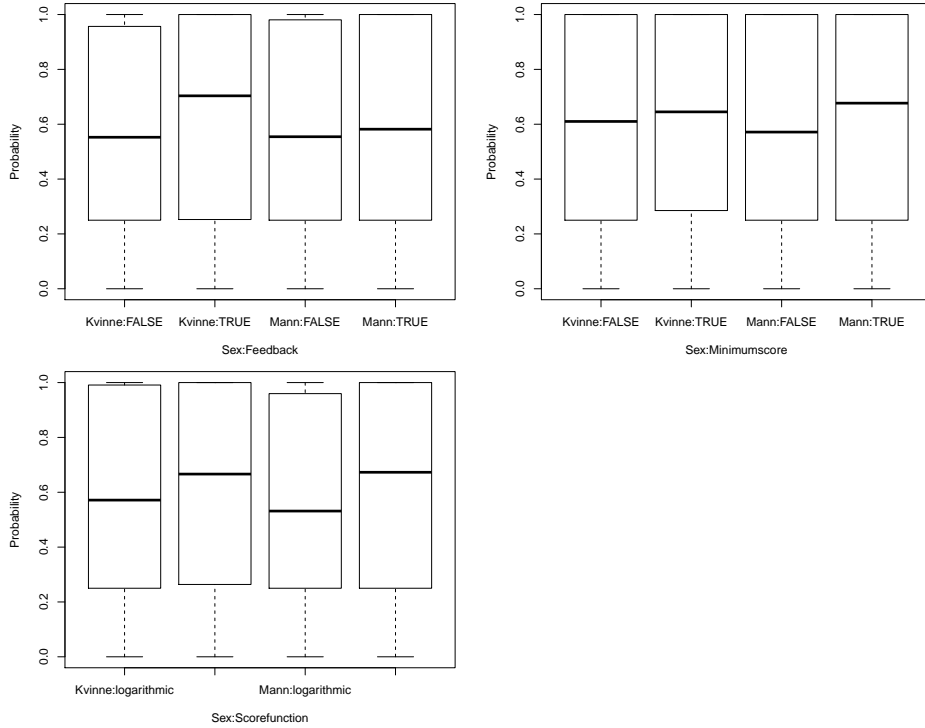 Probability
1.0
0.8
0.6
0.4
0.2
0.0
Kvinne:FALSE Kvinne:TRUE Mann:FALSE Mann:TRUE
Sex:Feedback
Probability
1.0
0.8
0.6
0.4
0.2
0.0
Kvinne:FALSE Kvinne:TRUE Mann:FALSE Mann:TRUE
Sex:Minimumscore
Probability
1.0
0.8
0.6
0.4
0.2
0.0
Kvinne:logarithmic Mann:logarithmic
Sex:Scorefunction